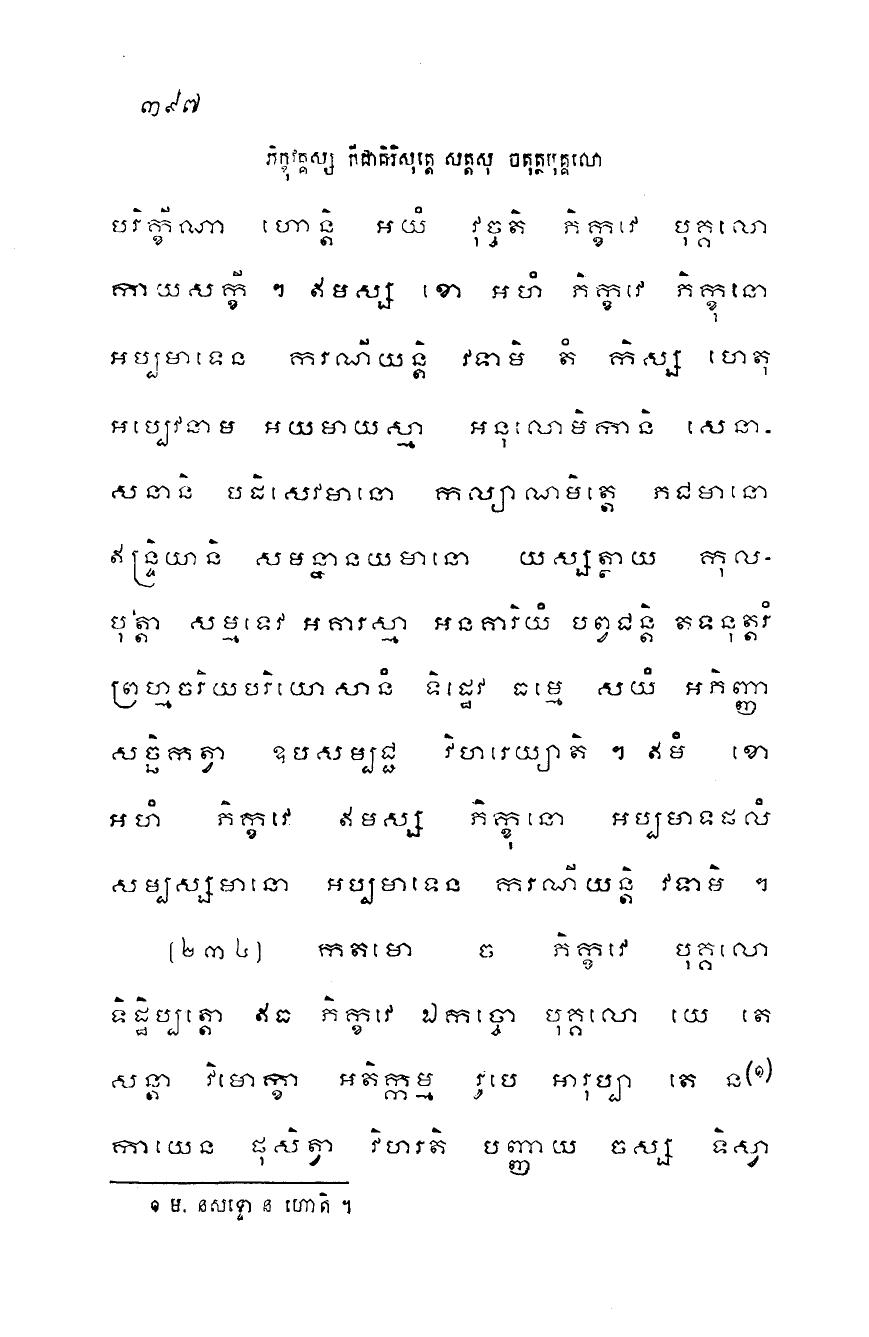 ៣៩៧
ភិក្ខុវគ្គស្ស កីដាគិរិសុត្តេ សត្តសុ ចតុត្ថបុគ្គលោ
បរិក្ខីណា ហោន្តិ អយំ វុច្ចតិ ភិក្ខវេ បុគ្គលោ
កាយសក្ខី ។ ឥមស្ស ខោ អហំ ភិក្ខវេ ភិក្ខុនោ
អប្បមាទេន ករណីយន្តិ វទាមិ តំ កិស្ស ហេតុ
អប្បេវនាម អយមាយស្មា អនុលោមិកានិ សេនា-
សនានិ បដិសេវមានោ កល្យាណមិត្តេ ភជមានោ
ឥន្ទ្រិយានិ សមន្នានយមានោ យស្សត្ថាយ កុល-
បុត្តា សម្មទេវ អគារស្មា អនគារិយំ បព្វជន្តិ តទនុត្តរំ
ព្រហ្មចរិយបរិយោសានំ ទិដ្ឋេវ ធម្មេ សយំ អភិញ្ញា
សច្ឆិកត្វា ឧបសម្បជ្ជ វិហរេយ្យាតិ ។ ឥមំ ខោ
អហំ ភិក្ខវេ ឥមស្ស ភិក្ខុនោ អប្បមាទផលំ
សម្បស្សមានោ អប្បមាទេន ករណីយន្តិ វទាមិ ។
[២៣៤] កតមោ ច ភិក្ខវេ បុគ្គលោ
ទិដ្ឋិប្បត្តោ ឥធ ភិក្ខវេ ឯកច្ចោ បុគ្គលោ យេ តេ
សន្តា វិមោក្ខា អតិក្កម្ម រូបេ អារុប្បា តេ ន(១)
កាយេន ផុសិត្វា វិហរតិ បញ្ញាយ ចស្ស ទិស្វា
១ ម. នសទ្ទោ ន ហោតិ ។